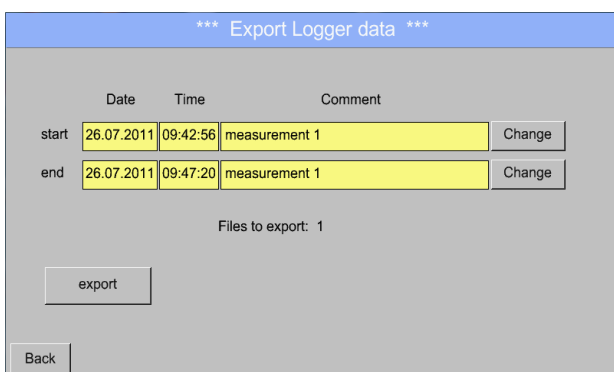 *** Export Logger data ***
Date Time Comment
start 26.07.2011 09:42:56 measurement 1 Change
end 26.07.2011 09:47:20 measurement 1 Change
Files to export: 1
export
Back